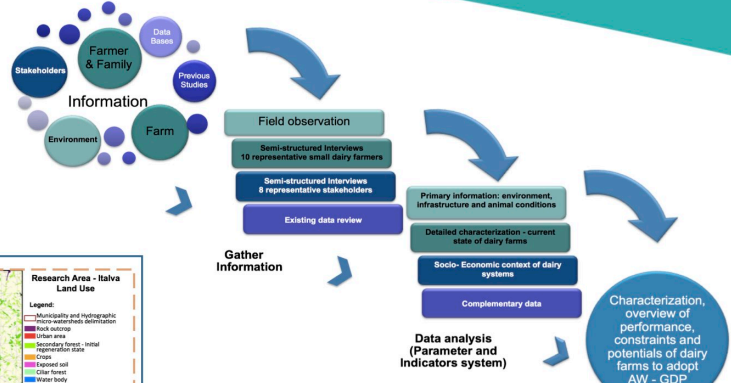 Data
Bases
Farmer
& Family
Stakeholders
Previous
Studies
Information
Environment
Farm
Field observation
Semi-structured Interviews
10 representative small dairy farmers
Semi-structured Interviews
8 representative stakeholders
Existing data review
Gather
Information
Primary information: environment,
infrastructure and animal conditions
Detailed characterization - current
state of dairy farms
Socio- Economic context of dairy
systems
Complementary data
Data analysis
(Parameter and
Indicators system)
Characterization,
overview of
performance,
constraints and
potentials of dairy
farms to adopt
AW - GDP
Research Area - Italva
Land Use
Legend:
Municipality and Hydrographic
micro-watersheds delimitation
Rock outcrop
Urban area
Secondary forest - Initial
regeneration state
Crops
Exposed soil
Ciliar forest
Water body